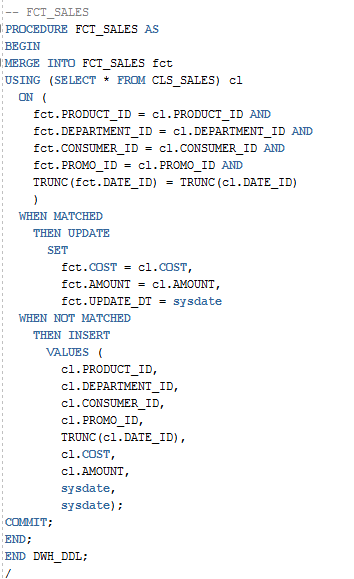 -- FCT_SALES
PROCEDURE FCT_SALES AS
BEGIN
MERGE INTO FCT_SALES fct
USING (SELECT * FROM CLS_SALES) cl
ON (
fct.PRODUCT_ID = cl.PRODUCT_ID AND
fct.DEPARTMENT_ID = cl.DEPARTMENT_ID AND
fct.CONSUMER_ID = cl.CONSUMER_ID AND
fct.PROMO_ID = cl.PROMO_ID AND
TRUNC(fct.DATE_ID) = TRUNC(cl.DATE_ID)
)
WHEN MATCHED
THEN UPDATE
SET
fct.COST = cl.COST,
fct.AMOUNT = cl.AMOUNT,
fct.UPDATE_DT = sysdate
WHEN NOT MATCHED
THEN INSERT
VALUES (
cl.PRODUCT_ID,
cl.DEPARTMENT_ID,
cl.CONSUMER_ID,
cl.PROMO_ID,
TRUNC(cl.DATE_ID),
cl.COST,
cl.AMOUNT,
sysdate,
sysdate);
COMMIT;
END;
END DWH_DDL;
/